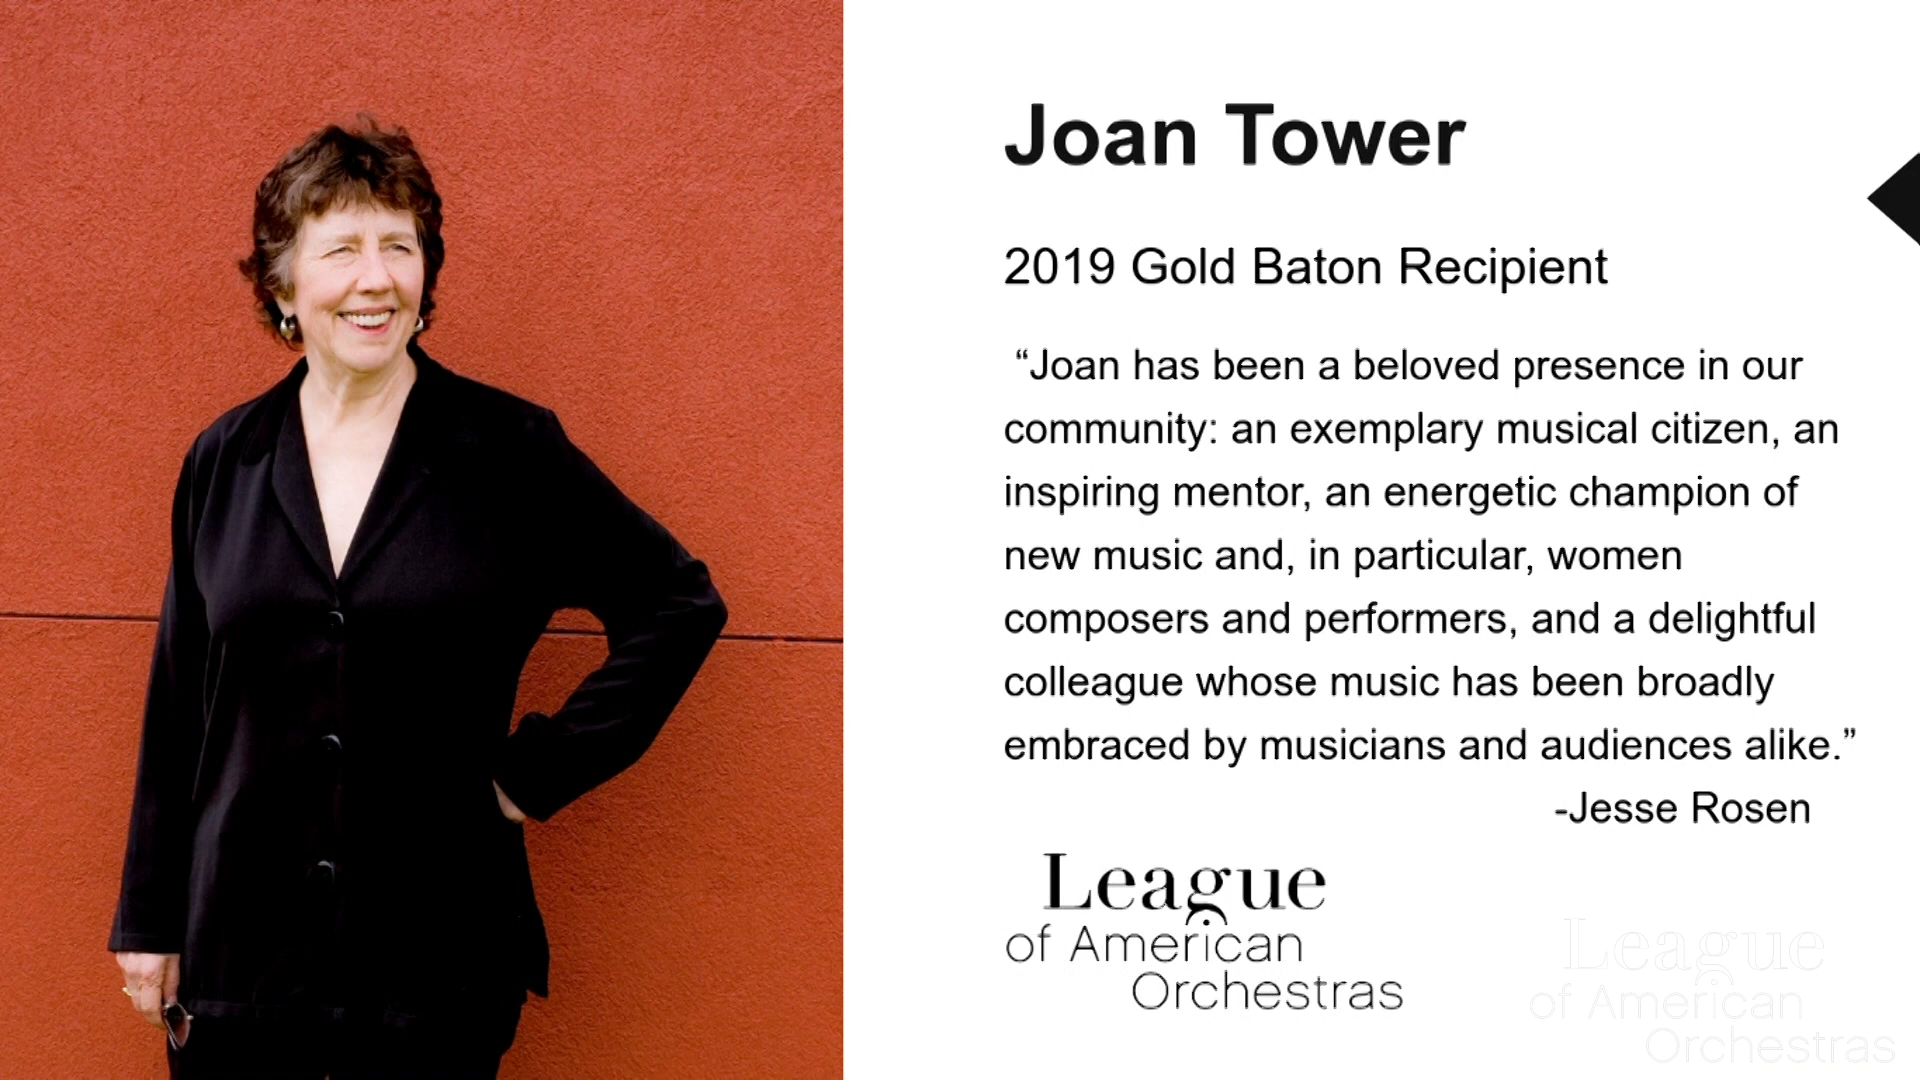 Joan Tower
2019 Gold Baton Recipient
“Joan has been a beloved presence in our
community: an exemplary musical citizen, an
inspiring mentor, an energetic champion of
new music and, in particular, women
composers and performers, and a delightful
colleague whose music has been broadly
embraced by musicians and audiences alike.”
-Jesse Rosen
League
of American
Orchestras
League
of American
Orchestras